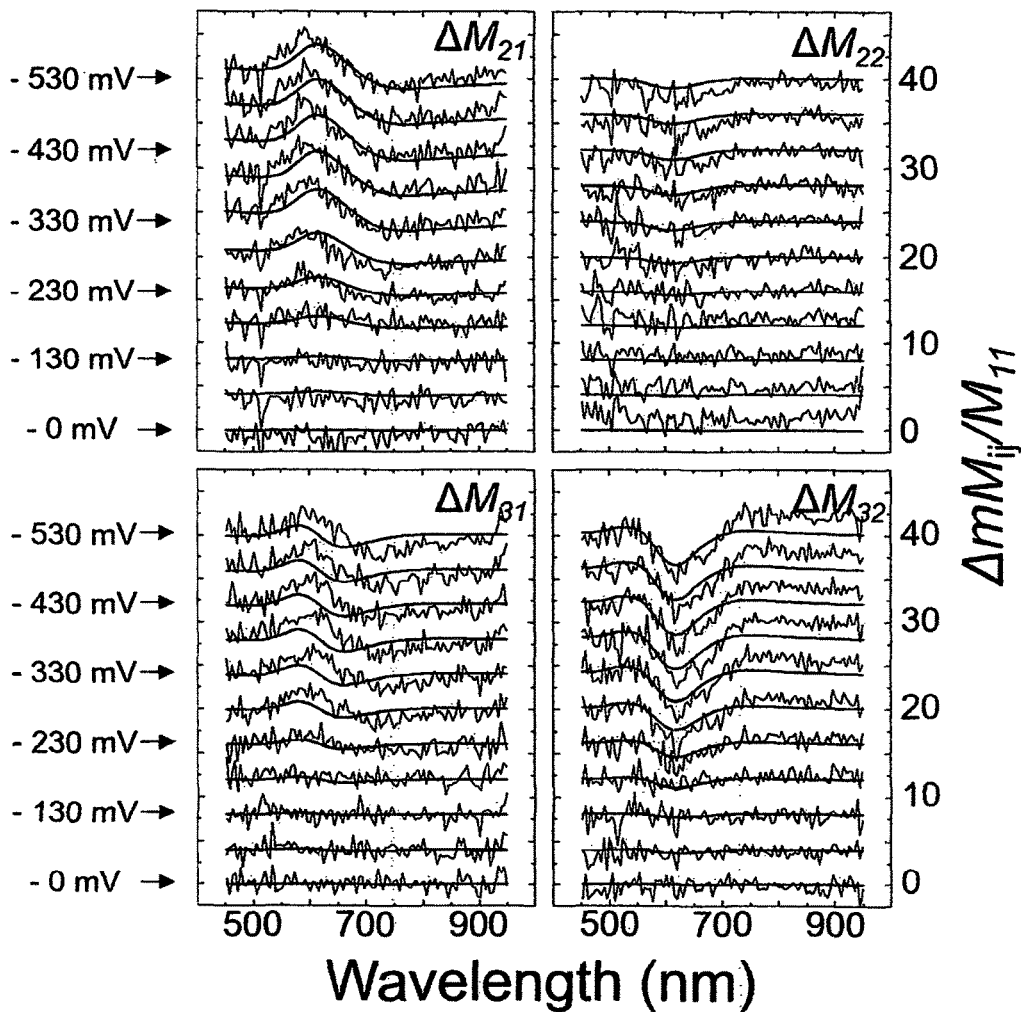 ΔM21
ΔM22
- 530 mV
- 430 mV
- 330 mV
- 230 mV
- 130 mV
- 0 mV
40
30
20
10
0
ΔM31
ΔM32
- 530 mV
- 430 mV
- 330 mV
- 230 mV
- 130 mV
- 0 mV
40
30
20
10
0
ΔmMij/M11
500 700 900 500 700 900
Wavelength (nm)